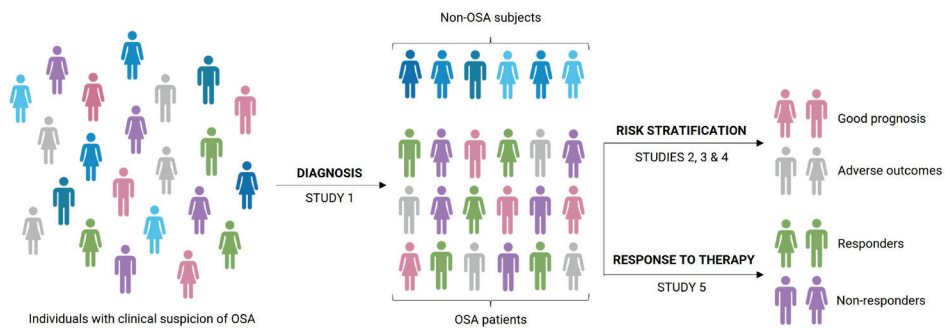 Non-OSA subjects
Individuals with clinical suspicion of OSA
DIAGNOSIS
STUDY 1
OSA patients
RISK STRATIFICATION
STUDIES 2, 3 & 4
Good prognosis
Adverse outcomes
RESPONSE TO THERAPY
STUDY 5
Responders
Non-responders